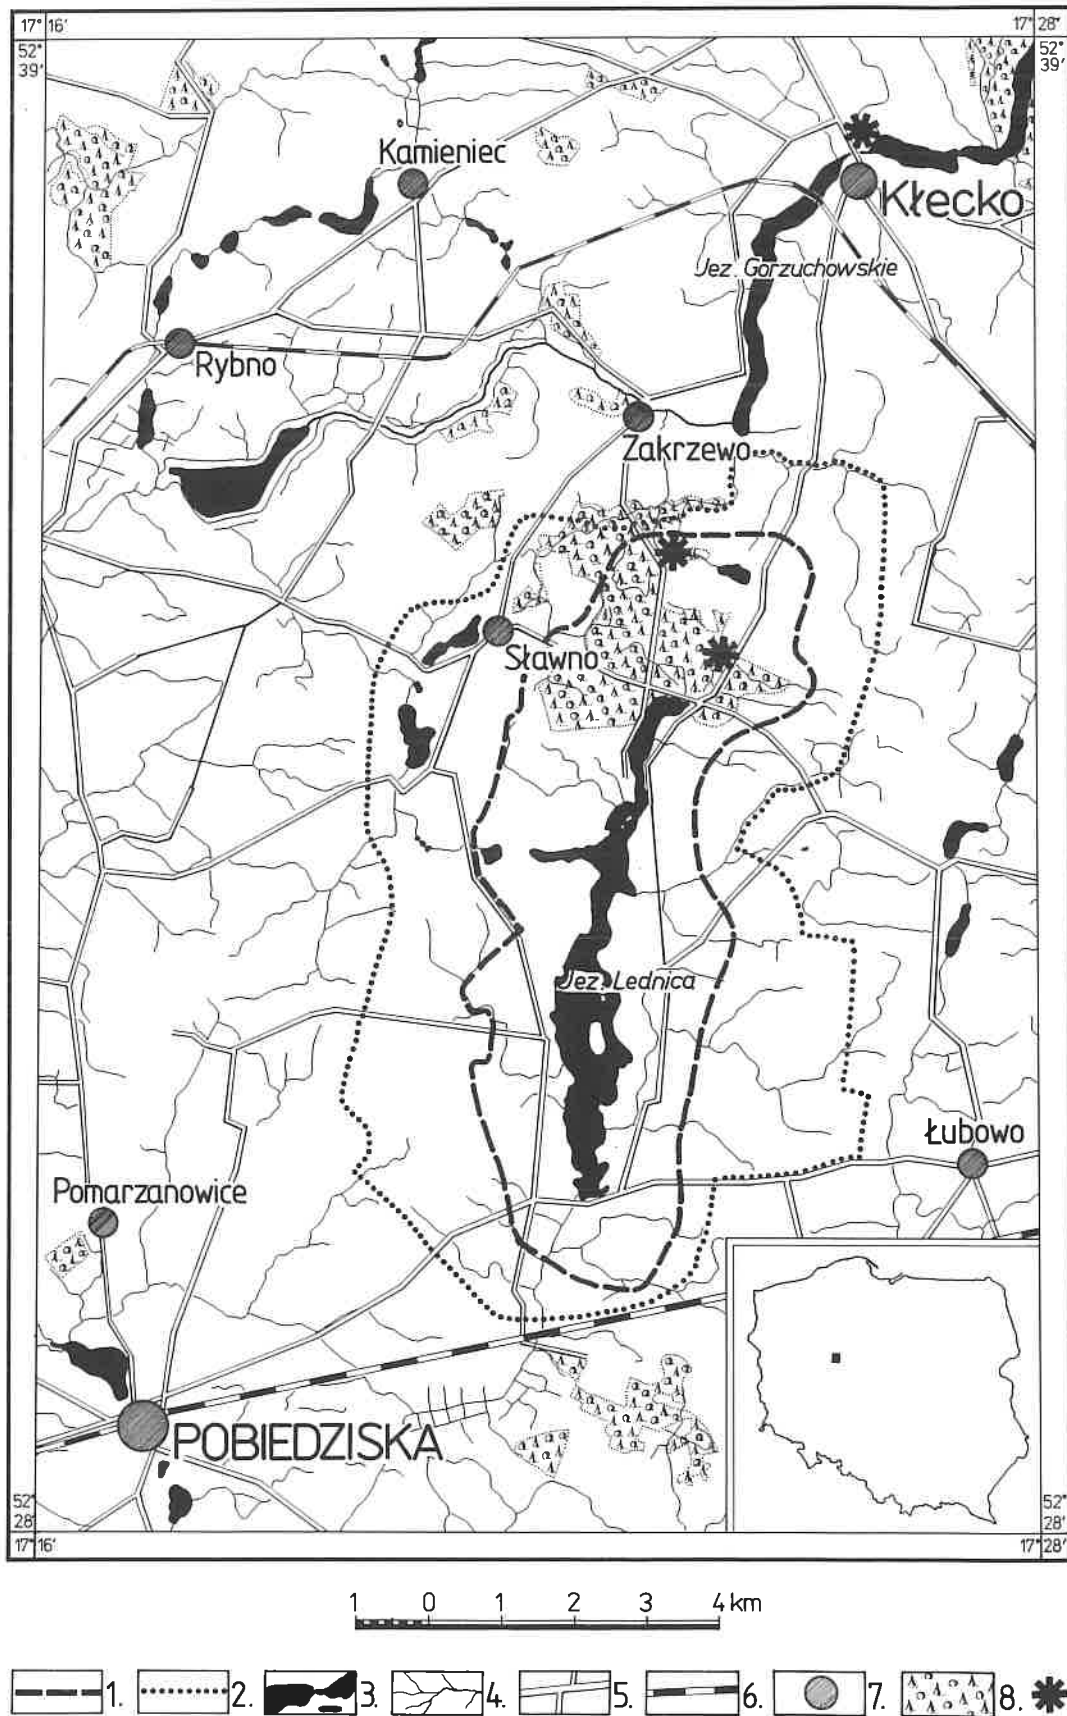 17° 16'
17° 28'
52°
39'
52°
39'
Kamieniec
Kłecko
Jez. Gorzuchowskie
Rybno
Zakrzewo
Sławno
Jez. Lednica
Łubowo
Pomarzanowice
POBIEDZISKA
52°
28'
52°
28'
17° 16'
17° 28'
1 0 1 2 3 4 km
1. 2. 3. 4. 5. 6. 7. 8.